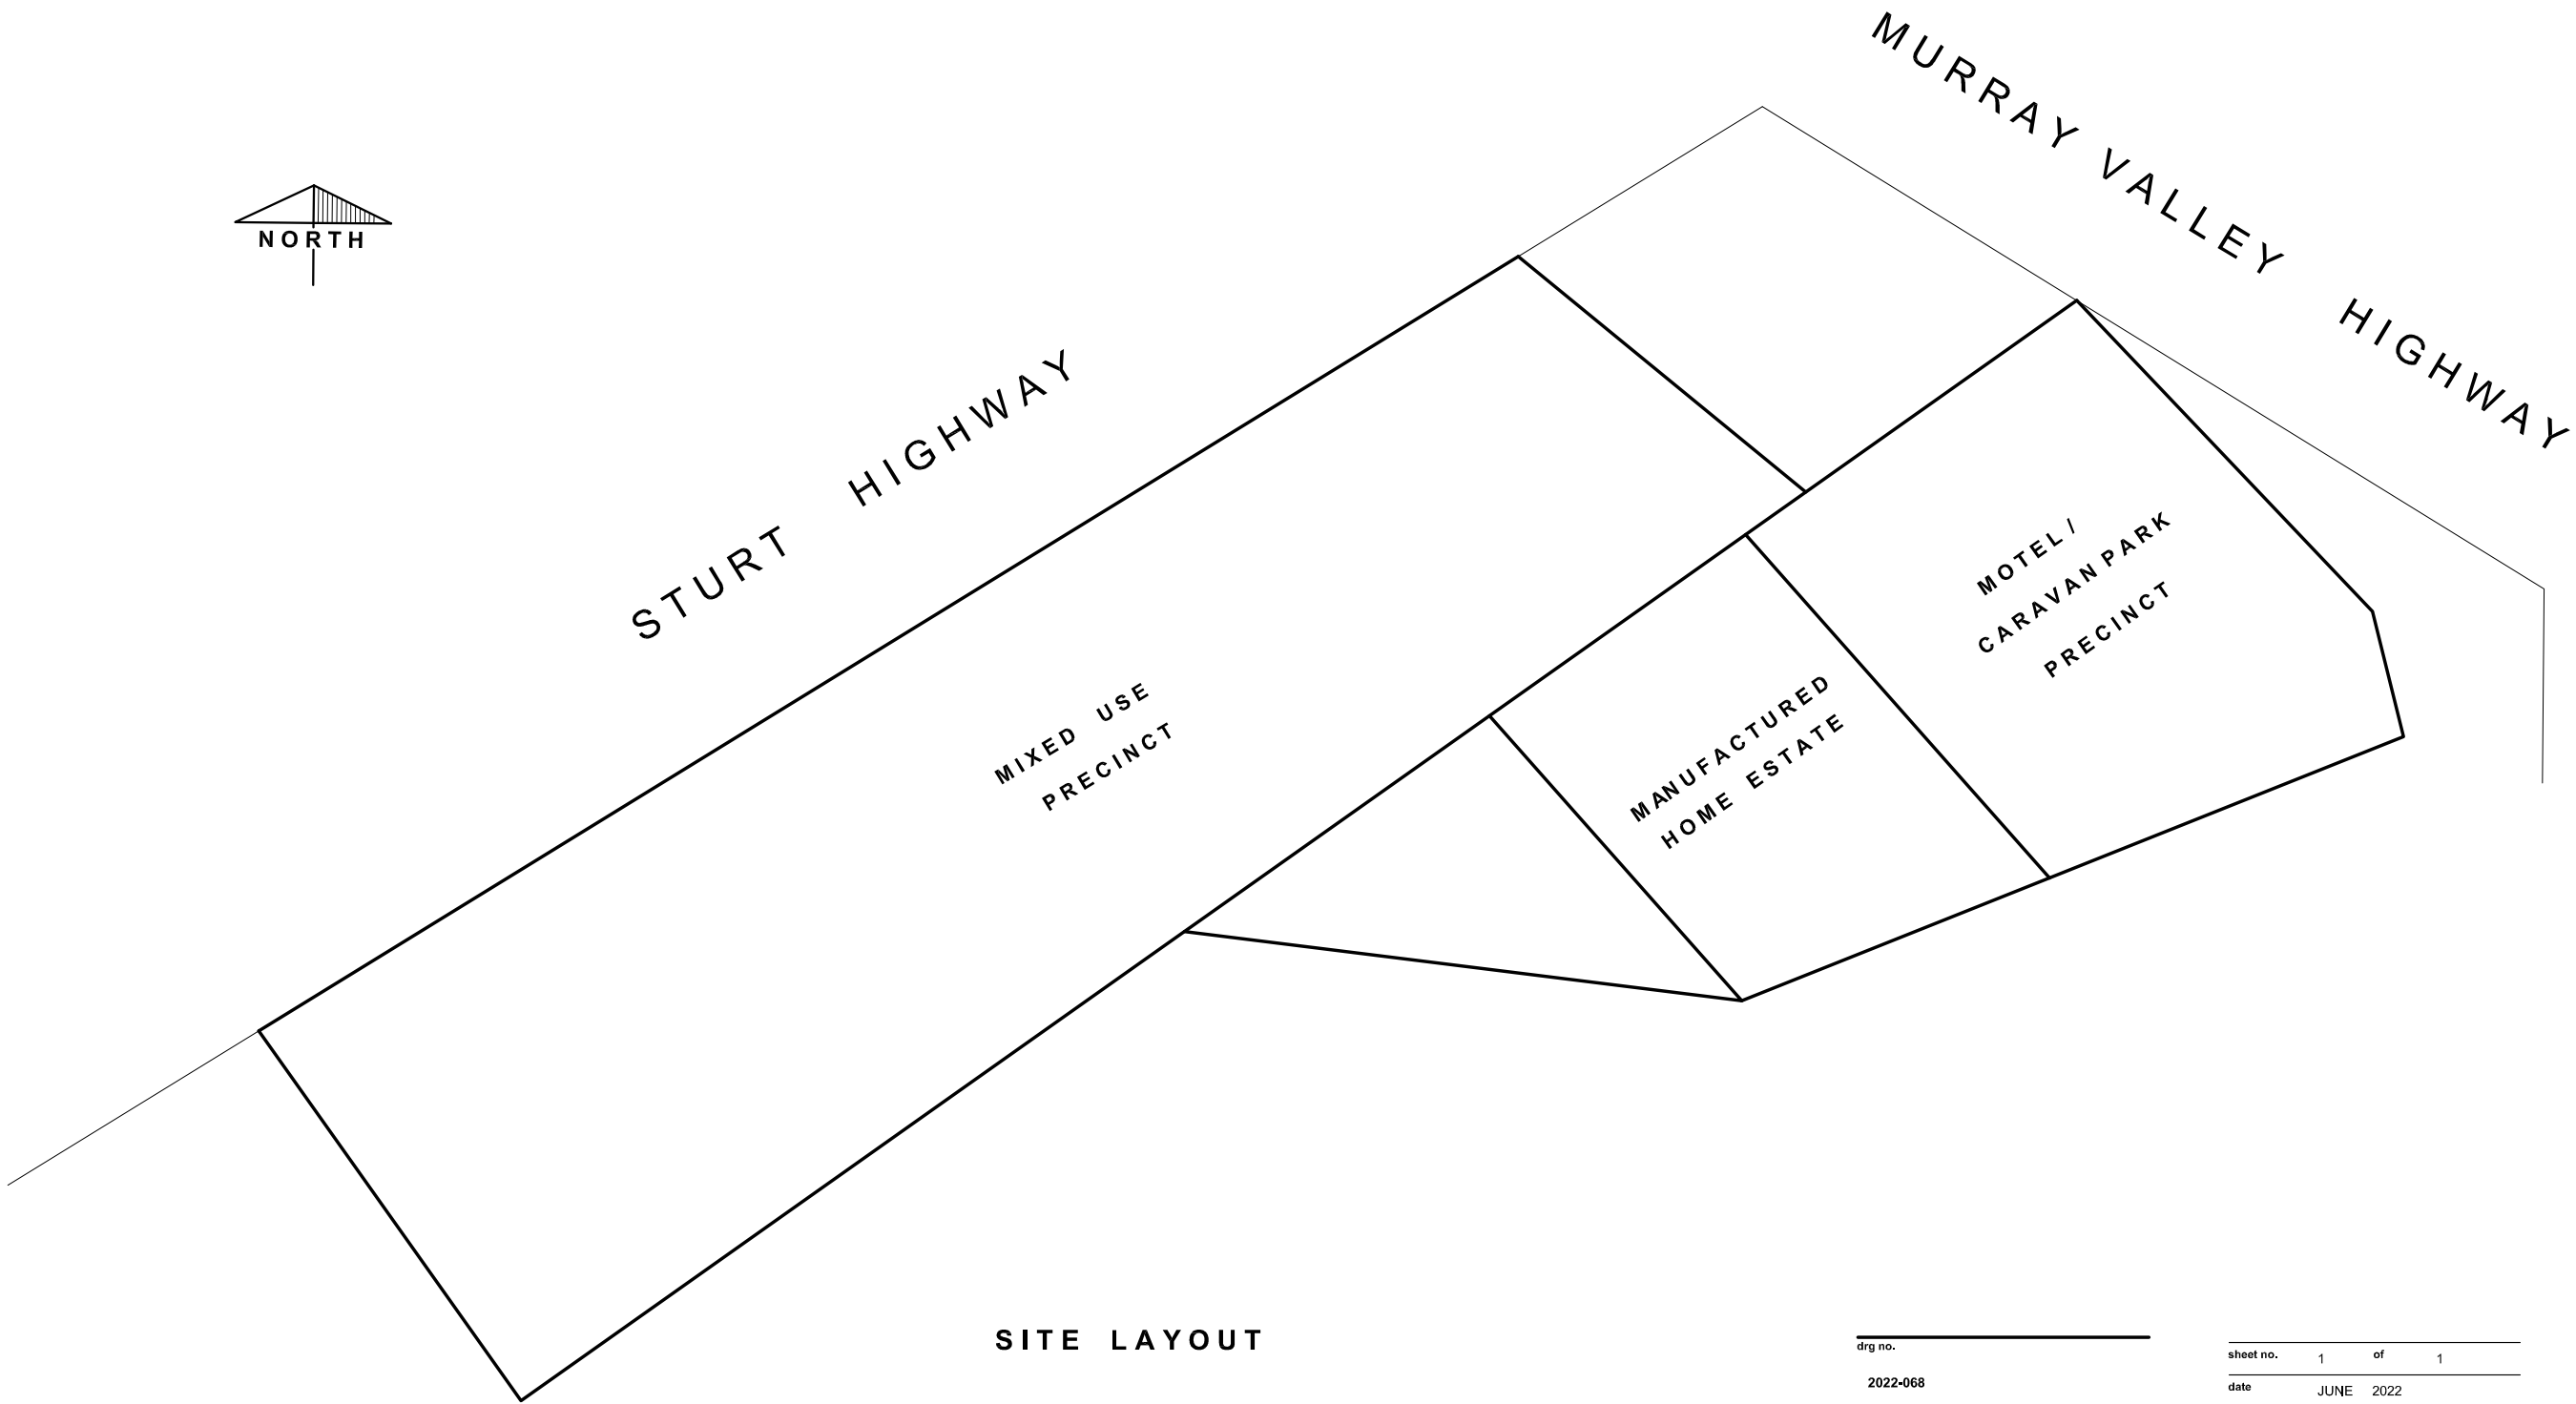 MURRAY VALLEY HIGHWAY
NORTH
STURT HIGHWAY
MOTEL/
CARAVAN PARK
PRECINCT
MIXED USE
PRECINCT
MANUFACTURED
HOME ESTATE
SITE LAYOUT
drg no.
2022-068
sheet no. 1 of 1
date JUNE 2022